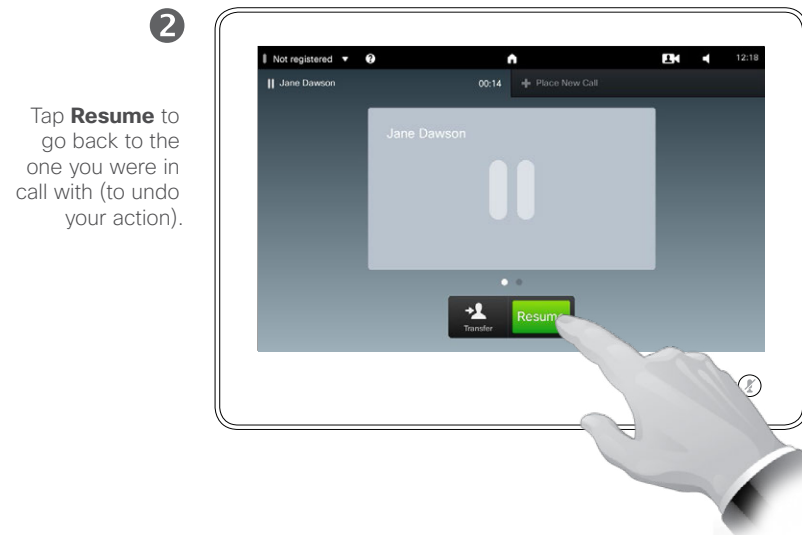 2
Tap Resume to
go back to the
one you were in
call with (to undo
your action).
Not registered ▼ ? 12:18
Jane Dawson 00:14 + Place New Call
Jane Dawson
Transfer
Resume